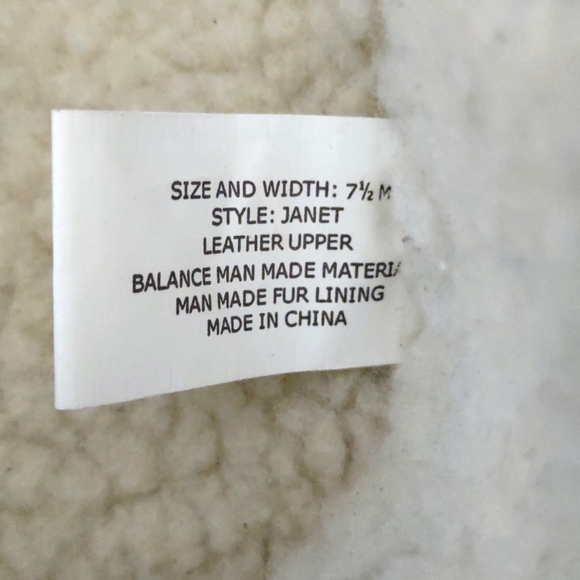 SIZE AND WIDTH: 7½ M
STYLE: JANET
LEATHER UPPER
BALANCE MAN MADE MATERIA
MAN MADE FUR LINING
MADE IN CHINA